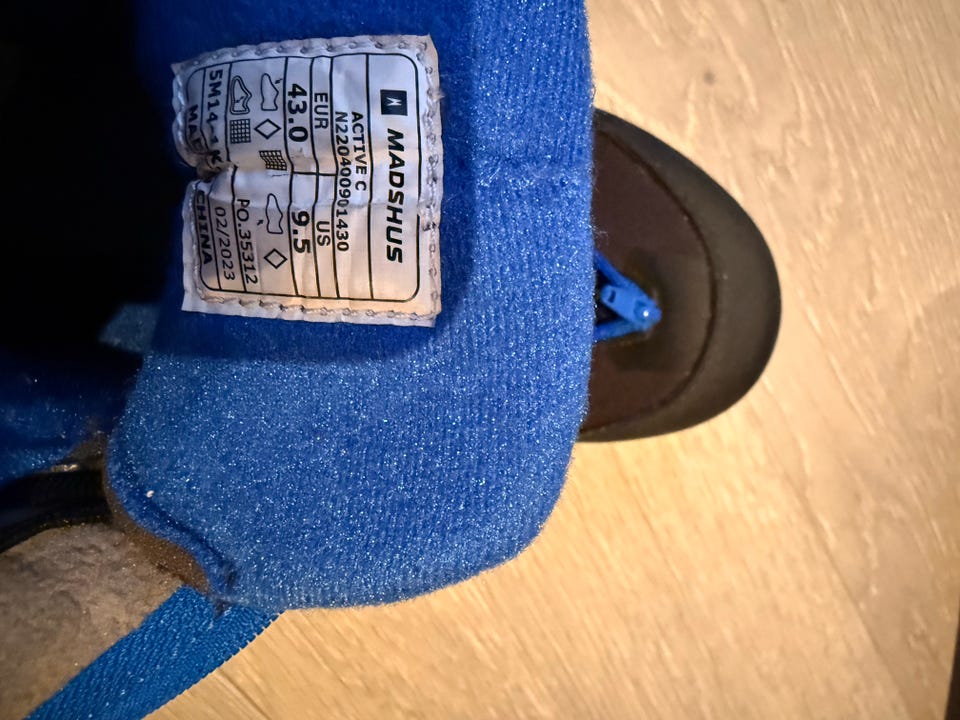 MADSHUS
ACTIVE C
N220400901430
EUR US
43.0 9.5
PO.35312
02/2023
CHINA